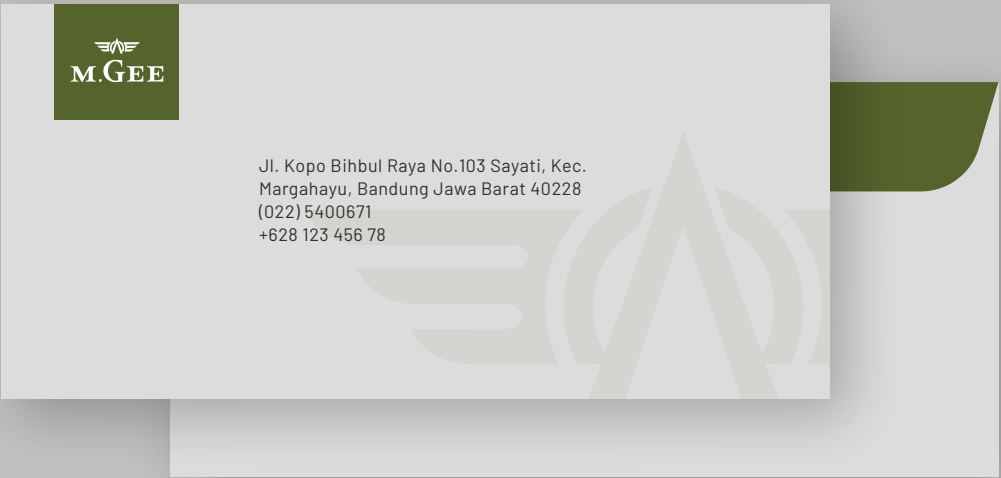 M.GEE
Jl. Kopo Bihbul Raya No.103 Sayati, Kec.
Margahayu, Bandung Jawa Barat 40228
(022) 5400671
+628 123 456 78